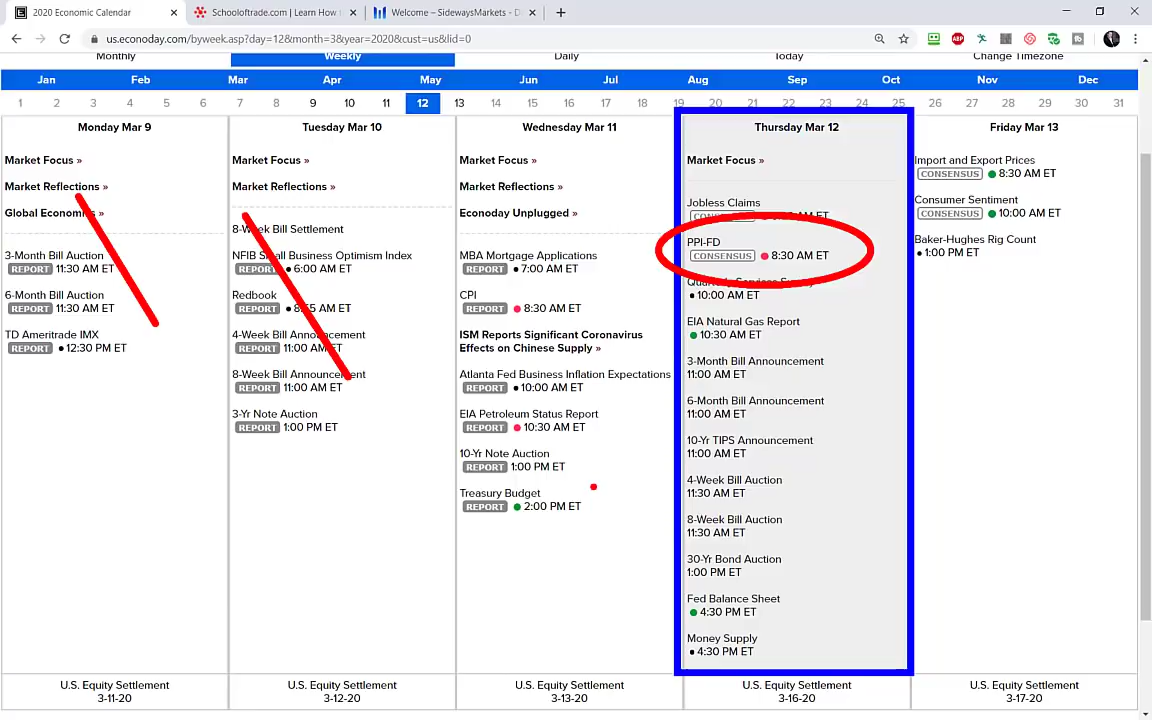 2020 Economic Calendar
Schooloftrade.com | Learn How
Welcome – SidewaysMarkets - D
us.econoday.com/byweek.asp?day=12&month=3&year=2020&cust=us&lid=0
Monthly Weekly Daily Today Change Timezone
Jan Feb Mar Apr May Jun Jul Aug Sep Oct Nov Dec
1 2 3 4 5 6 7 8 9 10 11 12 13 14 15 16 17 18 19 20 21 22 23 24 25 26 27 28 29 30 31
Monday Mar 9
Market Focus »
Market Reflections »
Global Economics »
3-Month Bill Auction
REPORT 11:30 AM ET
6-Month Bill Auction
REPORT 11:30 AM ET
TD Ameritrade IMX
REPORT 12:30 PM ET
U.S. Equity Settlement
3-11-20
Tuesday Mar 10
Market Focus »
Market Reflections »
8-Week Bill Settlement
NFIB Small Business Optimism Index
REPORT 6:00 AM ET
Redbook
REPORT 8:55 AM ET
4-Week Bill Announcement
REPORT 11:00 AM ET
8-Week Bill Announcement
REPORT 11:00 AM ET
3-Yr Note Auction
REPORT 1:00 PM ET
U.S. Equity Settlement
3-12-20
Wednesday Mar 11
Market Focus »
Market Reflections »
Econoday Unplugged »
MBA Mortgage Applications
REPORT 7:00 AM ET
CPI
REPORT 8:30 AM ET
ISM Reports Significant Coronavirus
Effects on Chinese Supply »
Atlanta Fed Business Inflation Expectations
REPORT 10:00 AM ET
EIA Petroleum Status Report
REPORT 10:30 AM ET
10-Yr Note Auction
REPORT 1:00 PM ET
Treasury Budget
REPORT 2:00 PM ET
U.S. Equity Settlement
3-13-20
Thursday Mar 12
Market Focus »
Jobless Claims
PPI-FD
CONSENSUS 8:30 AM ET
Quarterly Services Survey
10:00 AM ET
EIA Natural Gas Report
10:30 AM ET
3-Month Bill Announcement
11:00 AM ET
6-Month Bill Announcement
11:00 AM ET
10-Yr TIPS Announcement
11:00 AM ET
4-Week Bill Auction
11:30 AM ET
8-Week Bill Auction
11:30 AM ET
30-Yr Bond Auction
1:00 PM ET
Fed Balance Sheet
4:30 PM ET
Money Supply
4:30 PM ET
U.S. Equity Settlement
3-16-20
Friday Mar 13
Import and Export Prices
CONSENSUS 8:30 AM ET
Consumer Sentiment
CONSENSUS 10:00 AM ET
Baker-Hughes Rig Count
1:00 PM ET
U.S. Equity Settlement
3-17-20